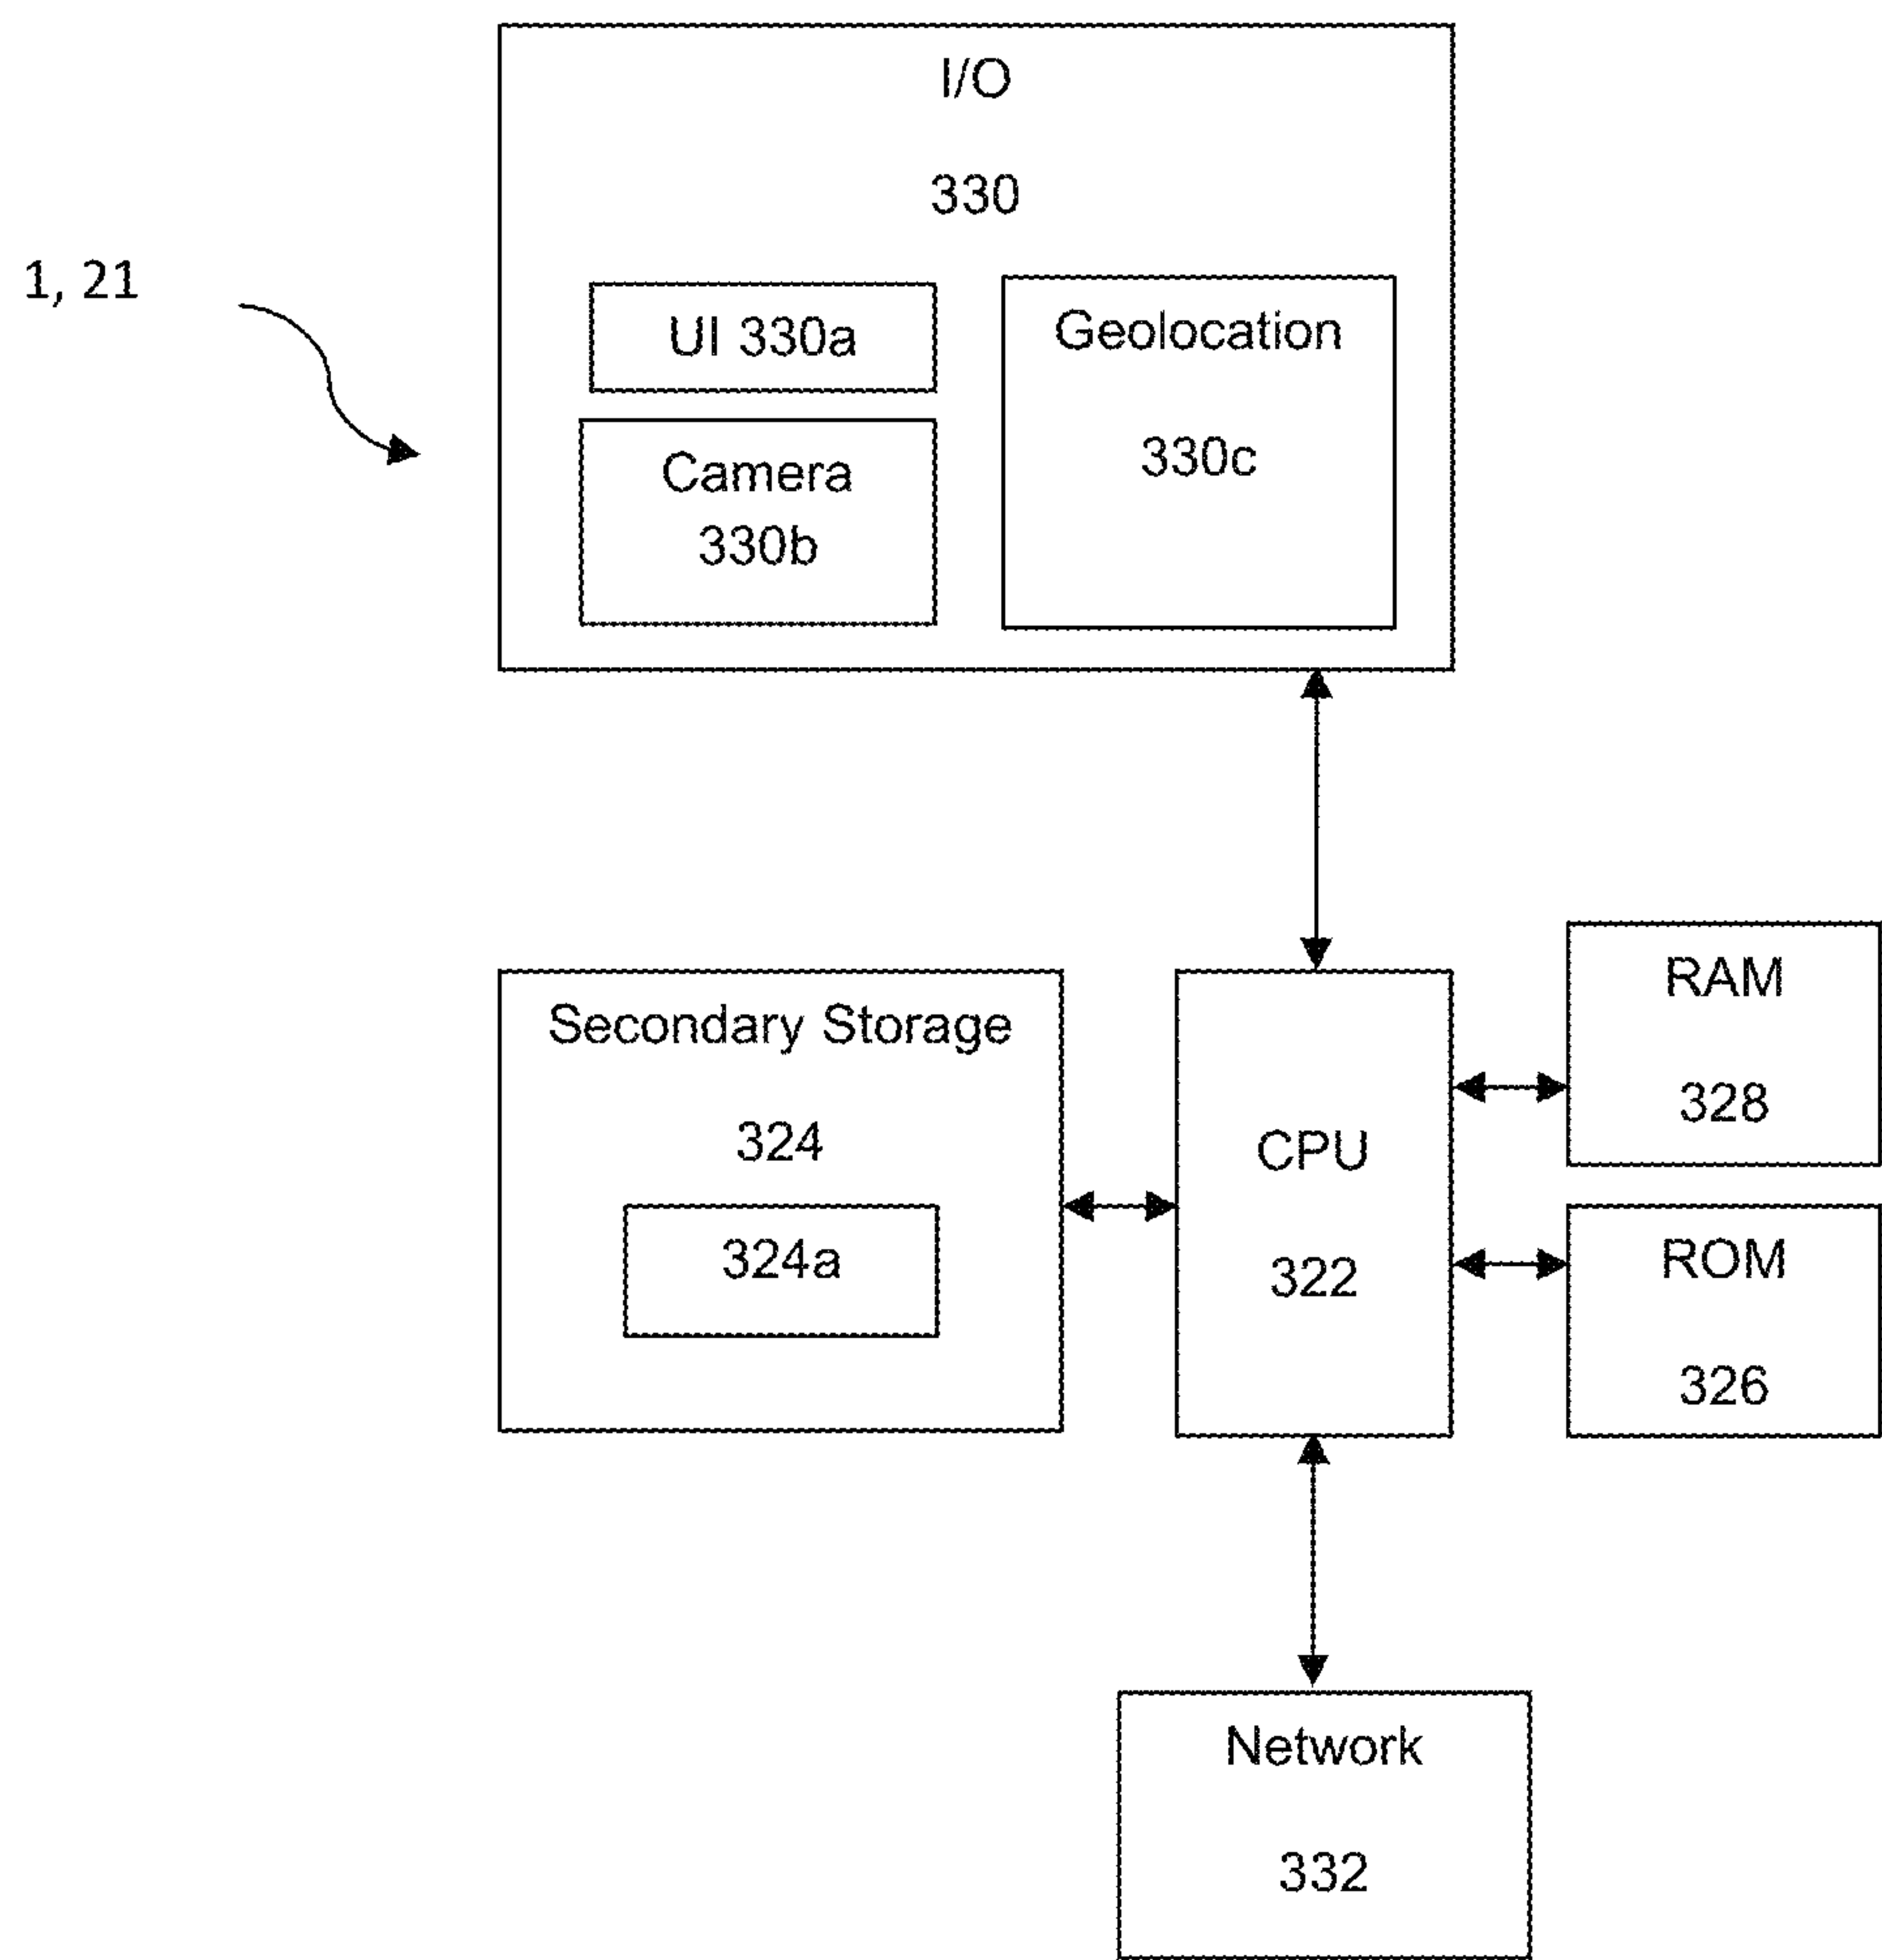 I/O
330
1, 21
UI 330a
Geolocation
330c
Camera
330b
Secondary Storage
324
324a
CPU
322
RAM
328
ROM
326
Network
332